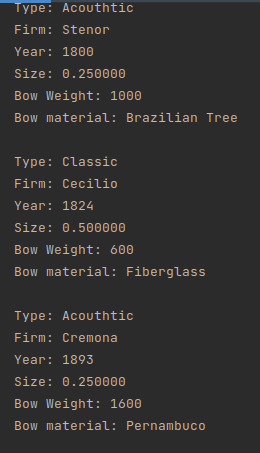 Type: Acouthtic
Firm: Stenor
Year: 1800
Size: 0.250000
Bow Weight: 1000
Bow material: Brazilian Tree
Type: Classic
Firm: Cecilio
Year: 1824
Size: 0.500000
Bow Weight: 600
Bow material: Fiberglass
Type: Acouthtic
Firm: Cremona
Year: 1893
Size: 0.250000
Bow Weight: 1600
Bow material: Pernambuco